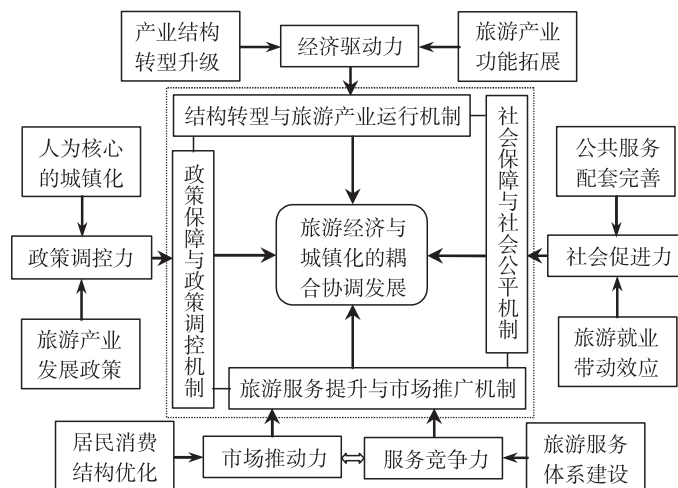 产业结构
转型升级
经济驱动力
旅游产业
功能拓展
结构转型与旅游产业运行机制
人为核心
的城镇化
政策调控力
旅游产业
发展政策
政策保障与政策调控机制
旅游经济与
城镇化的耦
合协调发展
社会保障与社会公平机制
公共服务
配套完善
社会促进力
旅游就业
带动效应
旅游服务提升与市场推广机制
居民消费
结构优化
市场推动力
服务竞争力
旅游服务
体系建设